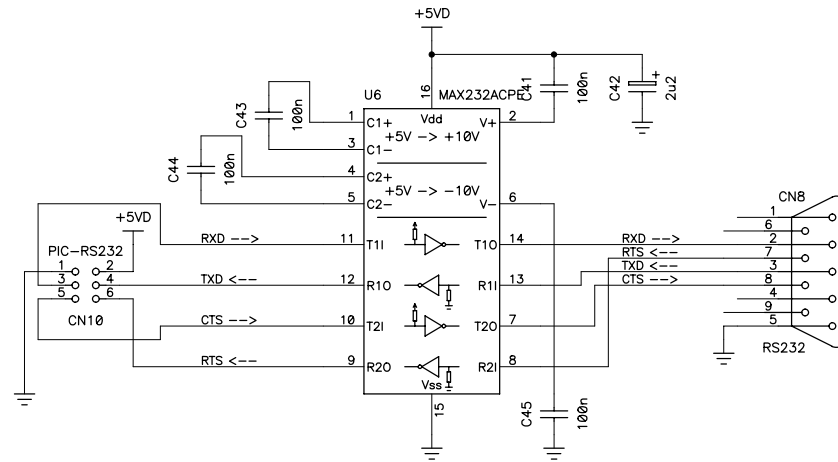 +5VD
U6
MAX232ACPE
16
Vdd
C41
100n
C42
+
2u2
C43
100n
1
C1+
+5V -> +10V
V+
2
3
C1-
C44
100n
4
C2+
+5V -> -10V
5
C2-
V-
6
+5VD
PIC-RS232
1
2
3
4
5
6
CN10
RXD -->
11
T1I
T1O
14
RXD -->
RTS <--
TXD <--
12
R1O
R1I
13
TXD <--
CTS -->
CTS -->
10
T2I
T2O
7
RTS <--
9
R2O
R2I
8
Vss
15
C45
100n
CN8
1
6
2
7
3
8
4
9
5
RS232